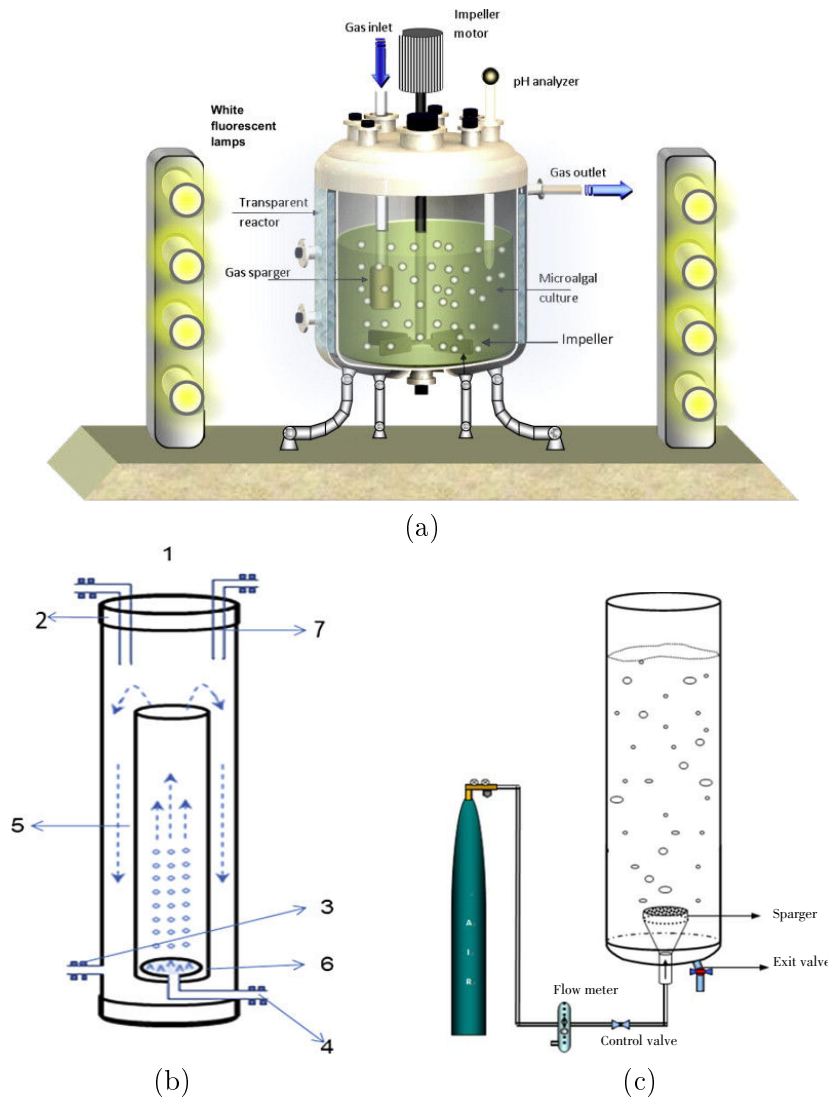 Gas inlet
Impeller
motor
pH analyzer
White
fluorescent
lamps
Gas outlet
Transparent
reactor
Gas sparger
Microalgal
culture
Impeller
(a)
1
2
7
5
3
6
4
(b)
A
I
R
Sparger
Exit valve
Flow meter
Control valve
(c)